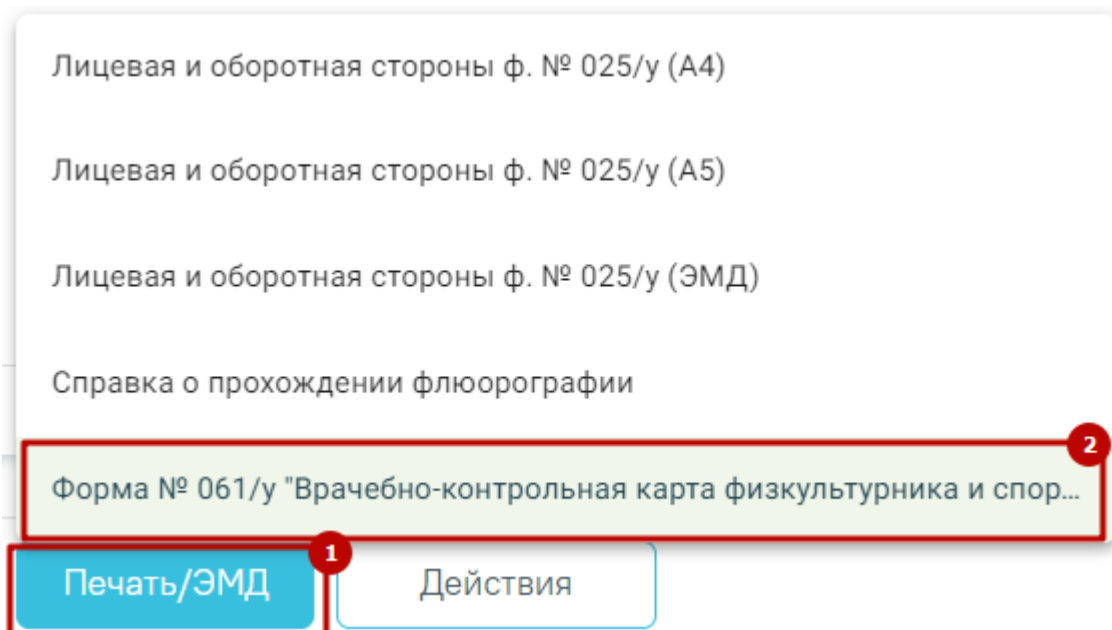 Лицевая и оборотная стороны ф. № 025/у (А4)
Лицевая и оборотная стороны ф. № 025/у (А5)
Лицевая и оборотная стороны ф. № 025/у (ЭМД)
Справка о прохождении флюорографии
2
Форма № 061/у "Врачебно-контрольная карта физкультурника и спор...
1
Печать/ЭМД
Действия